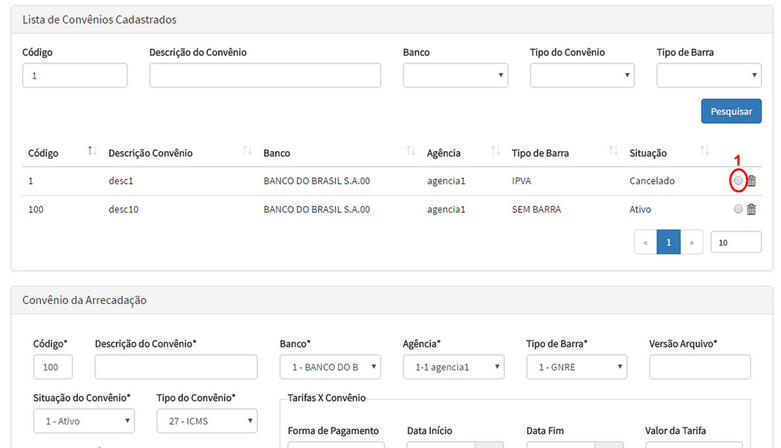 Lista de Convênios Cadastrados
Código Descrição do Convênio Banco Tipo do Convênio Tipo de Barra
1
Pesquisar
Código Descrição Convênio Banco Agência Tipo de Barra Situação
1
1 desc1 BANCO DO BRASIL S.A.00 agencia1 IPVA Cancelado
100 desc10 BANCO DO BRASIL S.A.00 agencia1 SEM BARRA Ativo
« 1 » 10
Convênio da Arrecadação
Código* Descrição do Convênio* Banco* Agência* Tipo de Barra* Versão Arquivo*
100 1 - BANCO DO B 1-1 agencia1 1 - GNRE
Situação do Convênio* Tipo do Convênio* Tarifas X Convênio
1 - Ativo 27 - ICMS
Forma de Pagamento Data Início Data Fim Valor da Tarifa